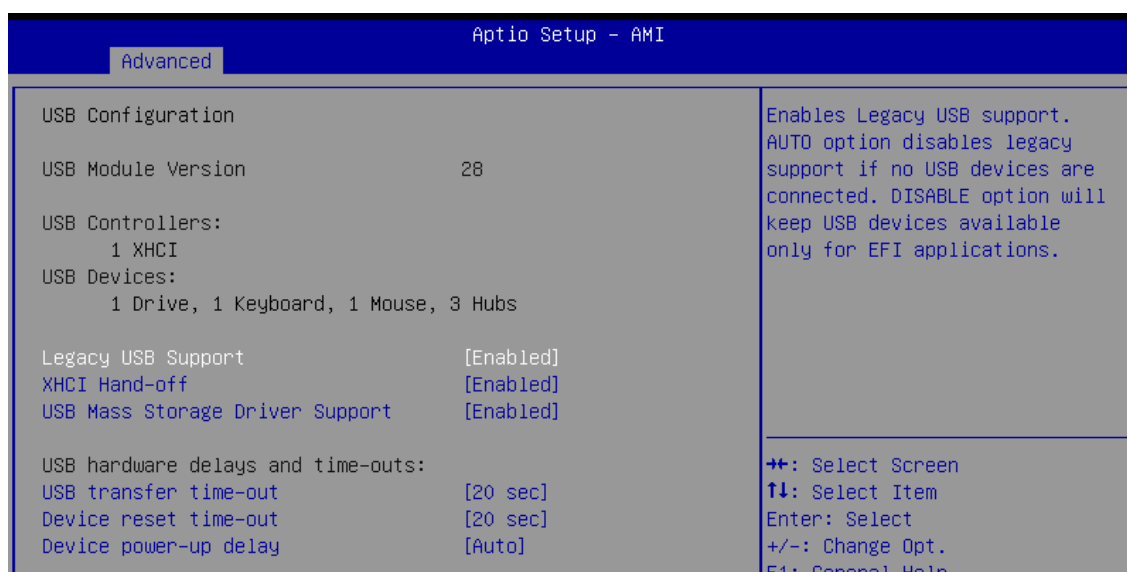 Aptio Setup – AMI
Advanced
USB Configuration
USB Module Version 28
USB Controllers:
1 XHCI
USB Devices:
1 Drive, 1 Keyboard, 1 Mouse, 3 Hubs
Legacy USB Support [Enabled]
XHCI Hand-off [Enabled]
USB Mass Storage Driver Support [Enabled]
USB hardware delays and time-outs:
USB transfer time-out [20 sec]
Device reset time-out [20 sec]
Device power-up delay [Auto]
Enables Legacy USB support.
AUTO option disables legacy
support if no USB devices are
connected. DISABLE option will
keep USB devices available
only for EFI applications.
→←: Select Screen
↑↓: Select Item
Enter: Select
+/-: Change Opt.
F1: General Help